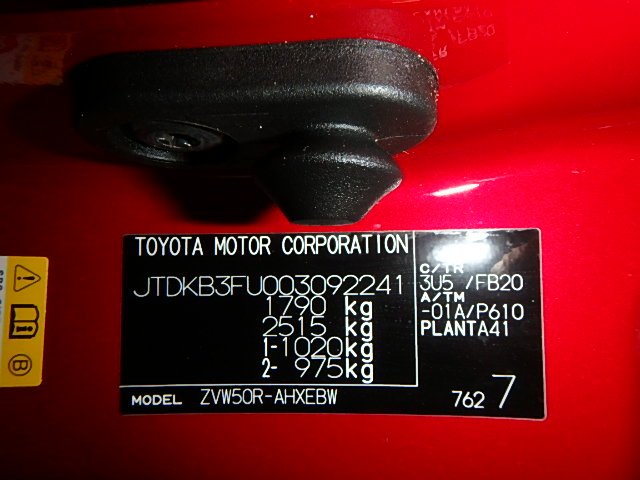 TOYOTA MOTOR CORPORATION
JTDKB3FU003092241
1790 kg
2515 kg
1-1020kg
2- 975kg
C/TR
3U5 /FB20
A/TM
-01A/P610
PLANTA41
MODEL ZVW50R-AHXEBW
762 7
B